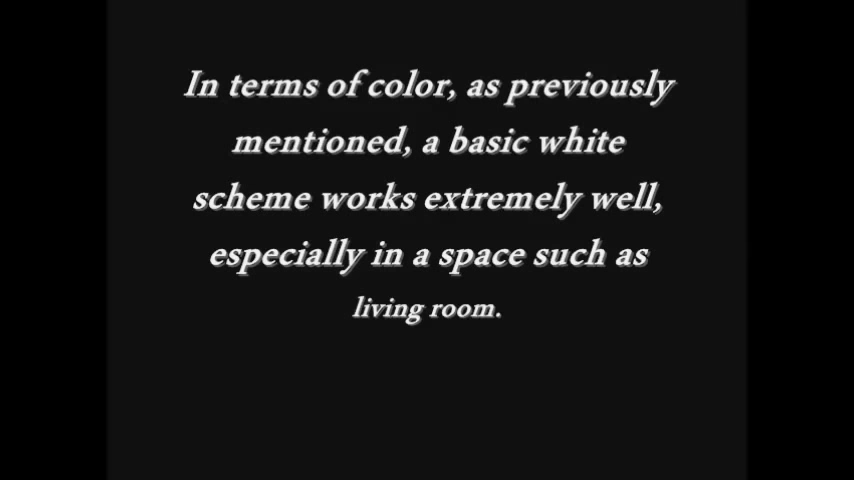 In terms of color, as previously
mentioned, a basic white
scheme works extremely well,
especially in a space such as
living room.